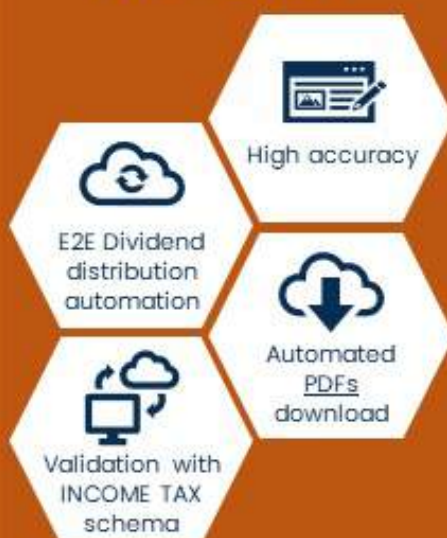 High accuracy
E2E Dividend
distribution
automation
Automated
PDFs
download
Validation with
INCOME TAX
schema